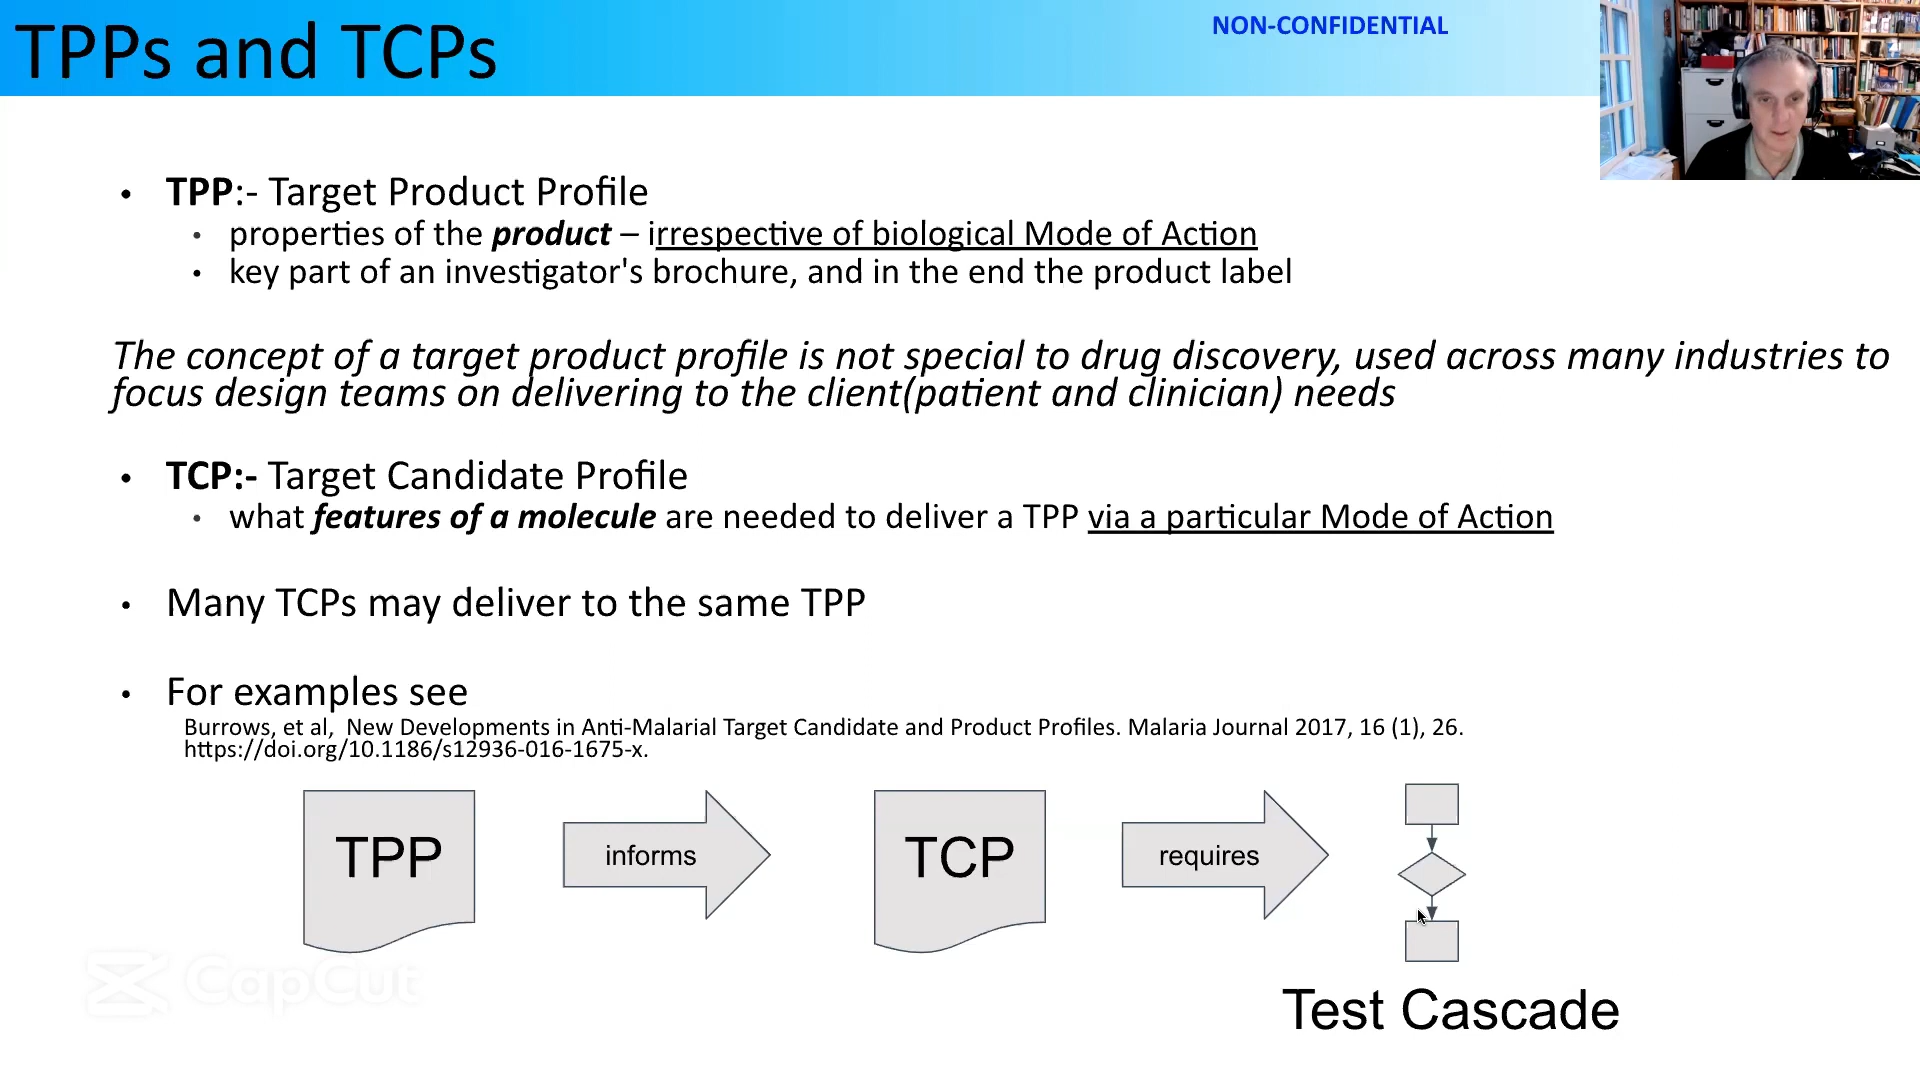 TPPs and TCPs
NON-CONFIDENTIAL
• TPP:- Target Product Profile
• properties of the product – irrespective of biological Mode of Action
• key part of an investigator's brochure, and in the end the product label
The concept of a target product profile is not special to drug discovery, used across many industries to
focus design teams on delivering to the client(patient and clinician) needs
• TCP:- Target Candidate Profile
• what features of a molecule are needed to deliver a TPP via a particular Mode of Action
• Many TCPs may deliver to the same TPP
• For examples see
Burrows, et al, New Developments in Anti-Malarial Target Candidate and Product Profiles. Malaria Journal 2017, 16 (1), 26.
https://doi.org/10.1186/s12936-016-1675-x.
TPP
informs
TCP
requires
Test Cascade
CapCut